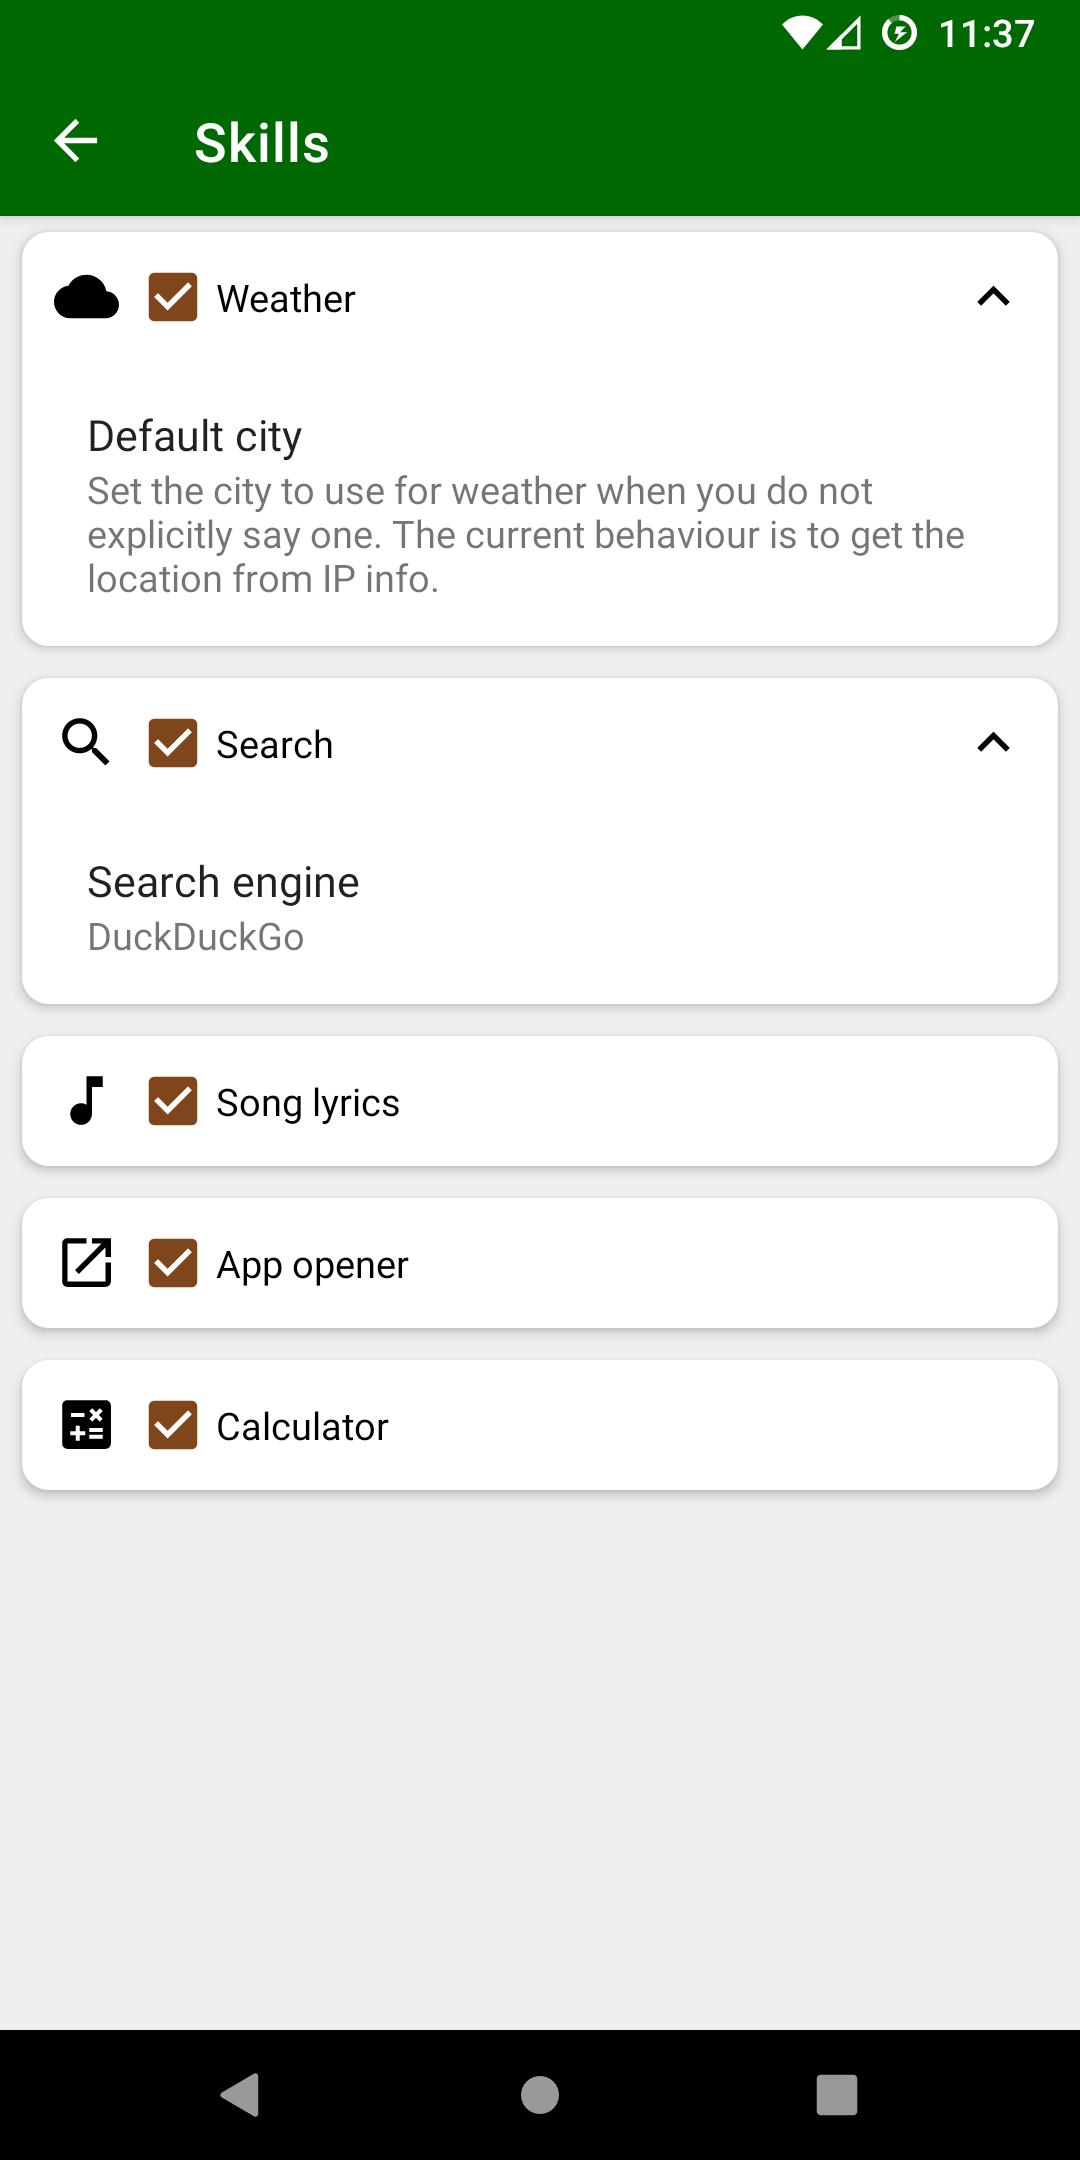 11:37
Skills
Weather
Default city
Set the city to use for weather when you do not
explicitly say one. The current behaviour is to get the
location from IP info.
Search
Search engine
DuckDuckGo
Song lyrics
App opener
Calculator